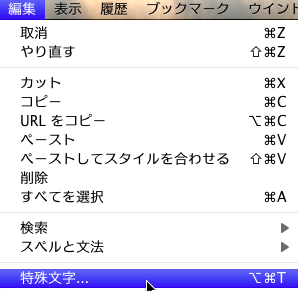 編集 表示 履歴 ブックマーク ウイント
取消 ⌘Z
やり直す ⇧⌘Z
カット ⌘X
コピー ⌘C
URL をコピー ⌥⌘C
ペースト ⌘V
ペーストしてスタイルを合わせる ⇧⌘V
削除
すべてを選択 ⌘A
検索 ▶
スペルと文法 ▶
特殊文字... ⌥⌘T